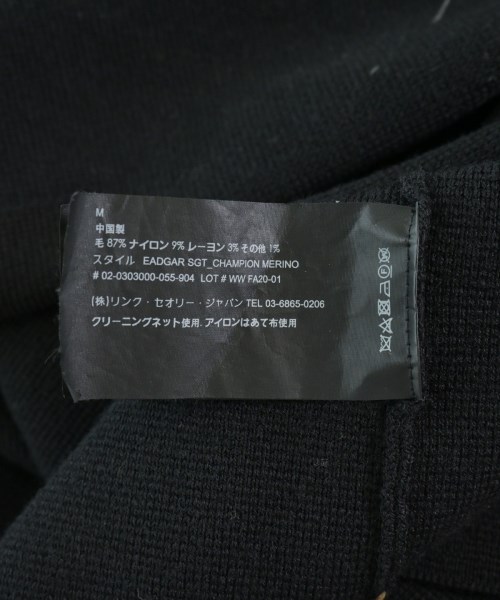 M
中国製
毛 87% ナイロン 9% レーヨン 3% その他 1%
スタイル EADGAR SGT_CHAMPION MERINO
# 02-0303000-055-904 LOT # WW FA20-01
(株)リンク・セオリー・ジャパン TEL 03-6865-0206
クリーニングネット使用. アイロンはあて布使用